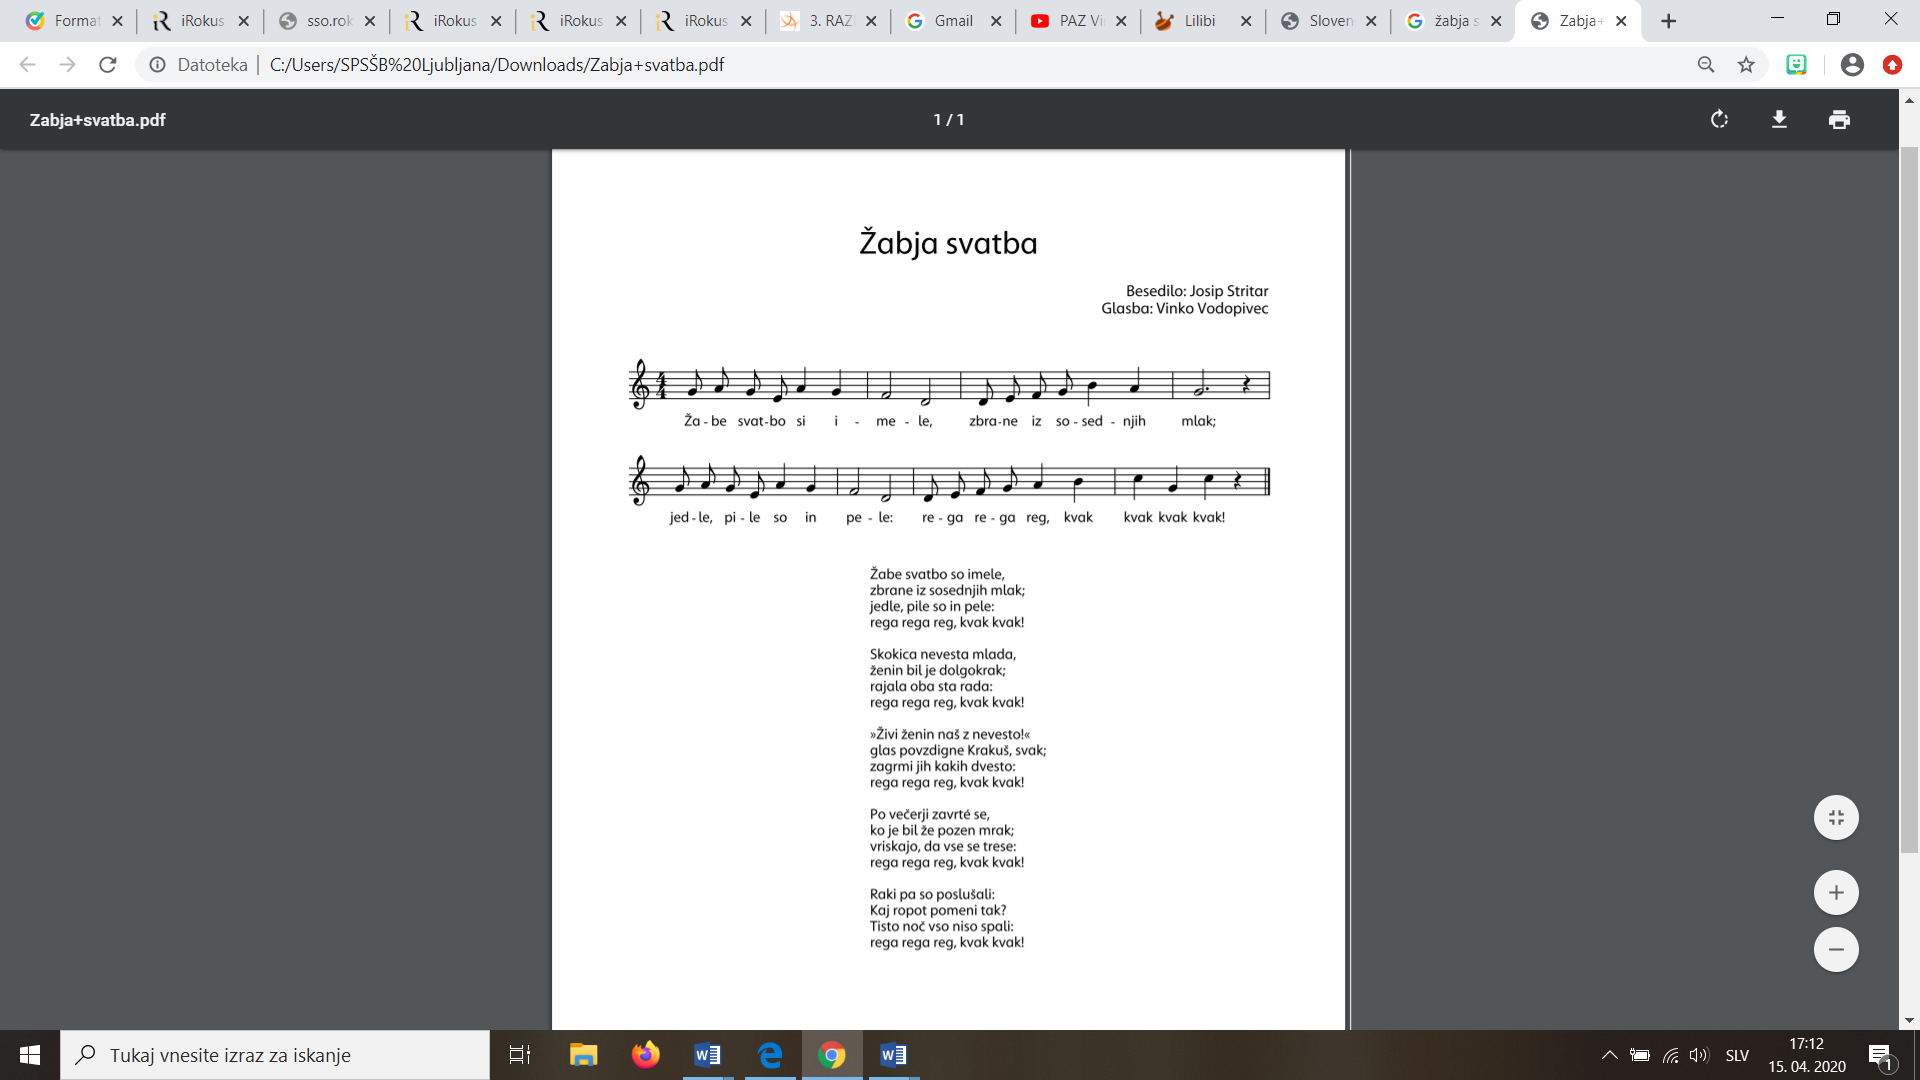 Format
iRokus
sso.rok
iRokus
iRokus
iRokus
3. RAZ
Gmail
PAZ Vi
Lilibi
Sloven
žabja s
Zabja+
Datoteka
C:/Users/SPSŠB%20Ljubljana/Downloads/Zabja+svatba.pdf
Zabja+svatba.pdf
1 / 1
Žabja svatba
Besedilo: Josip Stritar
Glasba: Vinko Vodopivec
4
4
Ža - be svat - bo si i - me - le, zbra - ne iz so - sed - njih mlak;
jed - le, pi - le so in pe - le: re - ga re - ga reg, kvak kvak kvak kvak!
Žabe svatbo so imele,
zbrane iz sosednjih mlak;
jedle, pile so in pele:
rega rega reg, kvak kvak!
Skokica nevesta mlada,
ženin bil je dolgokrak;
rajala oba sta rada:
rega rega reg, kvak kvak!
»Živi ženin naš z nevesto!«
glas povzdigne Krakuš, svak;
zagrmi jih kakih dvesto:
rega rega reg, kvak kvak!
Po večerji zavrté se,
ko je bil že pozen mrak;
vriskajo, da vse se trese:
rega rega reg, kvak kvak!
Raki pa so poslušali:
Kaj ropot pomeni tak?
Tisto noč vso niso spali:
rega rega reg, kvak kvak!
Tukaj vnesite izraz za iskanje
SLV
17:12
15. 04. 2020
1